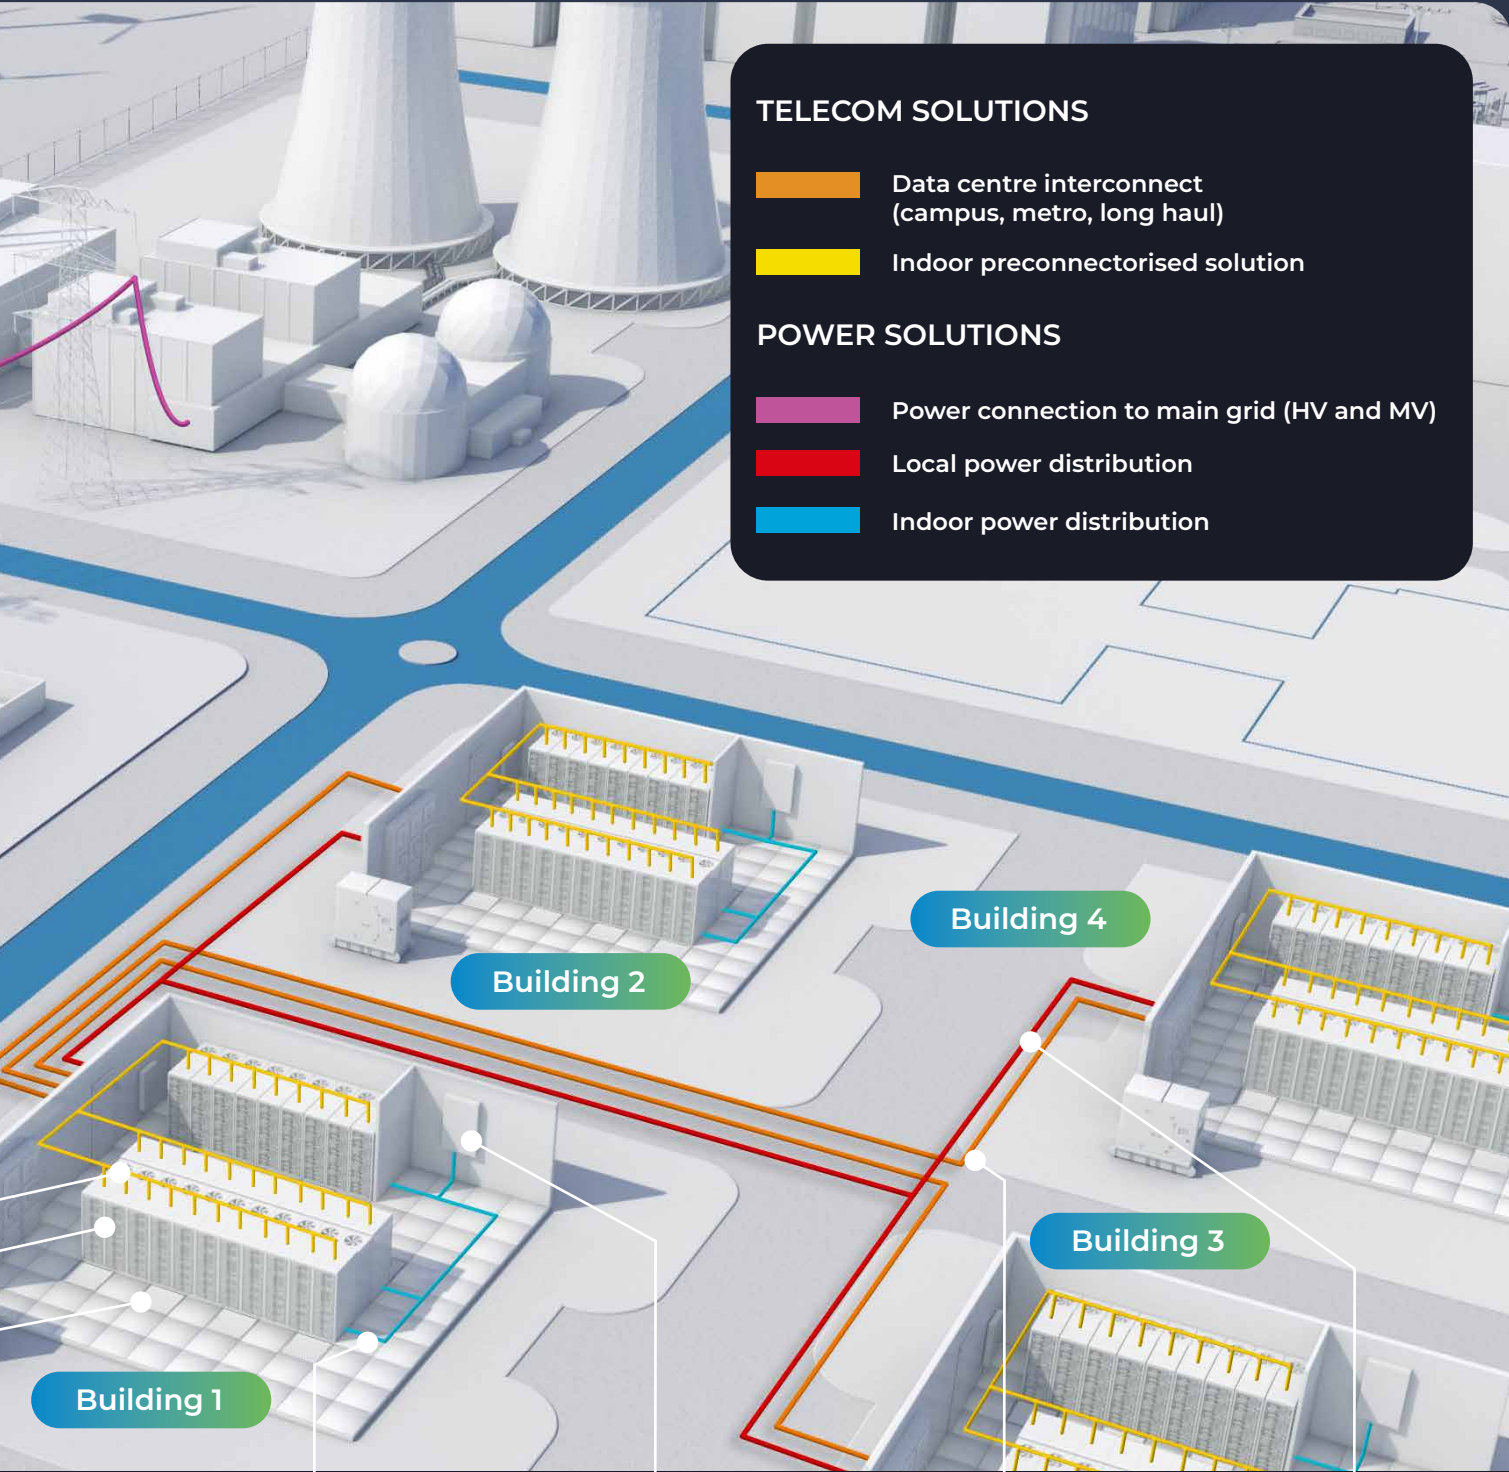 TELECOM SOLUTIONS
Data centre interconnect
(campus, metro, long haul)
Indoor preconnectorised solution
POWER SOLUTIONS
Power connection to main grid (HV and MV)
Local power distribution
Indoor power distribution
Building 4
Building 2
Building 3
Building 1